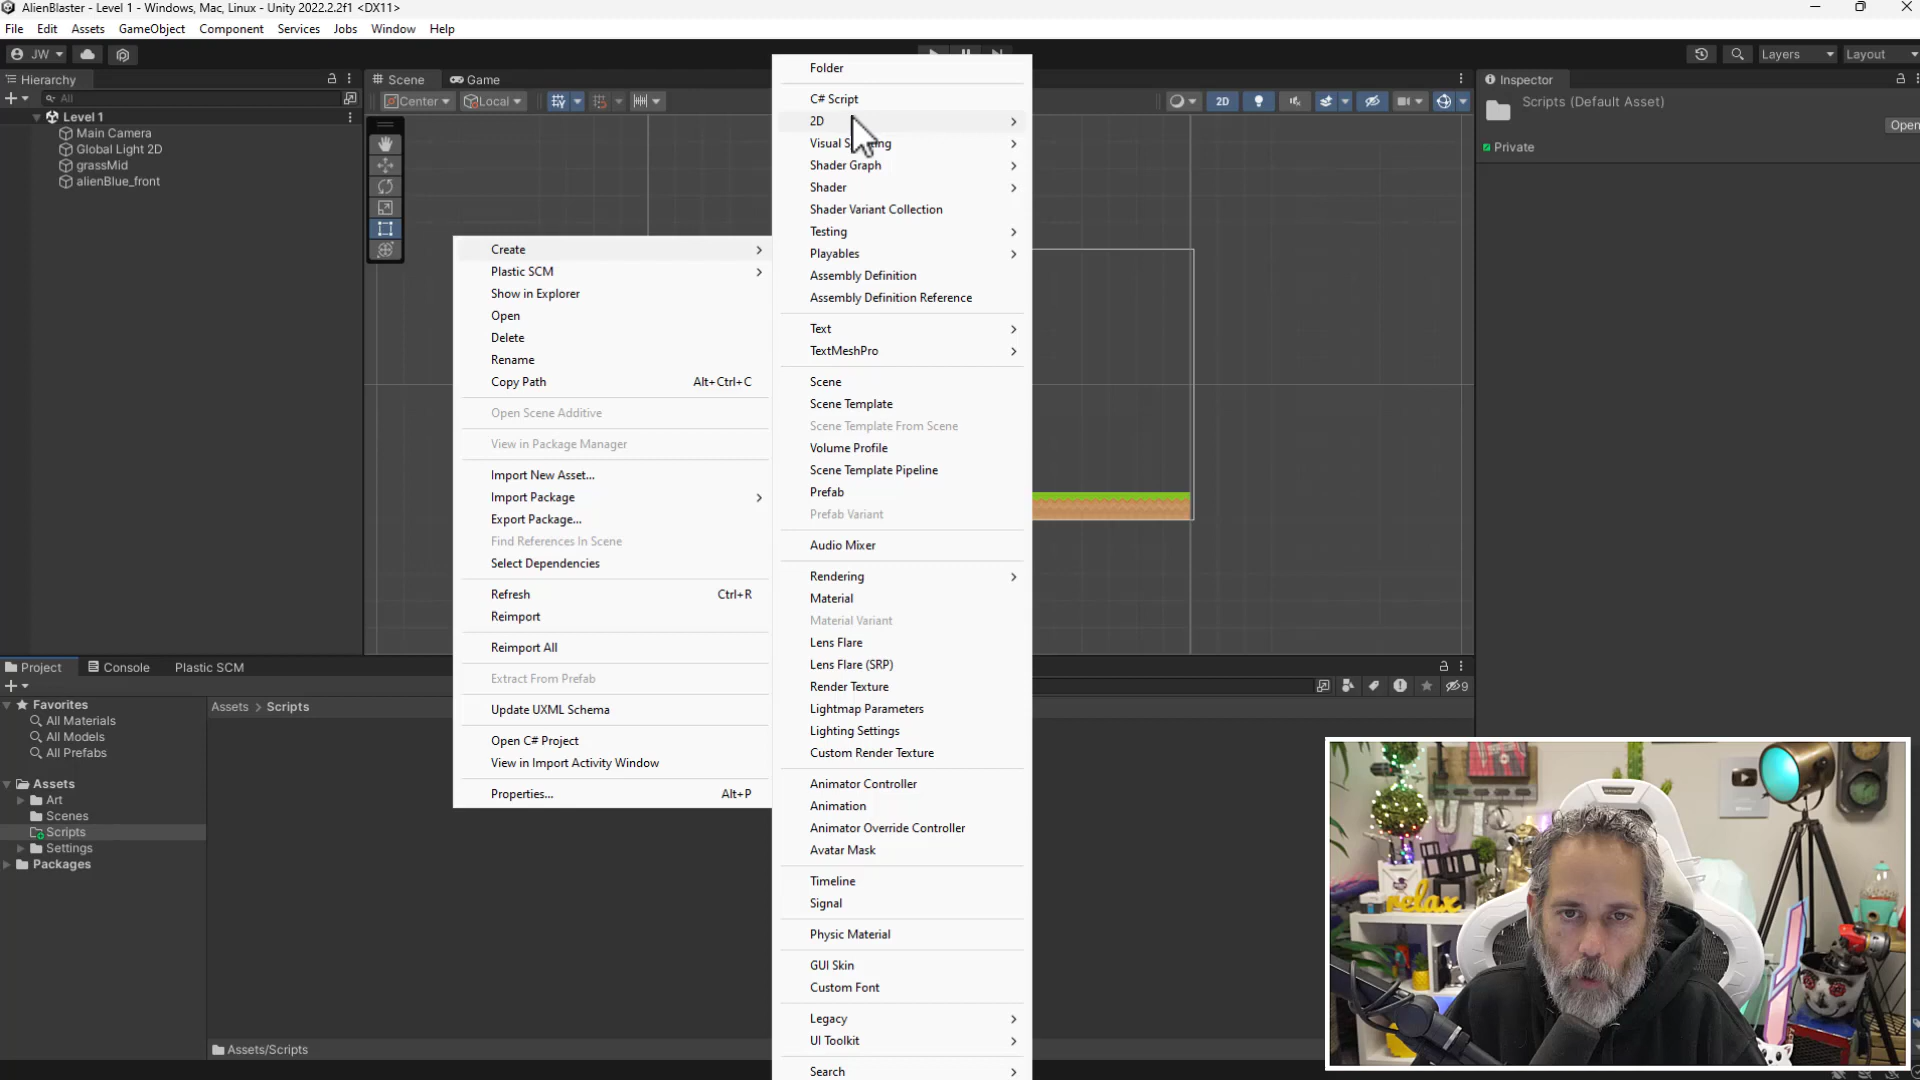 AlienBlaster - Level 1 - Windows, Mac, Linux - Unity 2022.2.2f1 <DX11>
File Edit Assets GameObject Component Services Jobs Window Help
JW
Layers
Layout
Hierarchy
All
Level 1
Main Camera
Global Light 2D
grassMid
alienBlue_front
Scene
Game
Center
Local
2D
Create
Plastic SCM
Show in Explorer
Open
Delete
Rename
Copy Path Alt+Ctrl+C
Open Scene Additive
View in Package Manager
Import New Asset...
Import Package
Export Package...
Find References In Scene
Select Dependencies
Refresh Ctrl+R
Reimport
Reimport All
Extract From Prefab
Update UXML Schema
Open C# Project
View in Import Activity Window
Properties... Alt+P
Folder
C# Script
2D
Shader Graph
Shader
Shader Variant Collection
Testing
Playables
Assembly Definition
Assembly Definition Reference
Text
TextMeshPro
Scene
Scene Template
Scene Template From Scene
Volume Profile
Scene Template Pipeline
Prefab
Prefab Variant
Audio Mixer
Rendering
Material
Material Variant
Lens Flare
Lens Flare (SRP)
Render Texture
Lightmap Parameters
Lighting Settings
Custom Render Texture
Animator Controller
Animation
Animator Override Controller
Avatar Mask
Timeline
Signal
Physic Material
GUI Skin
Custom Font
Legacy
UI Toolkit
Search
Inspector
Scripts (Default Asset)
Open
Private
Project
Console
Plastic SCM
9
Favorites
All Materials
All Models
All Prefabs
Assets
Art
Scenes
Scripts
Settings
Packages
Assets > Scripts
Assets/Scripts
relax